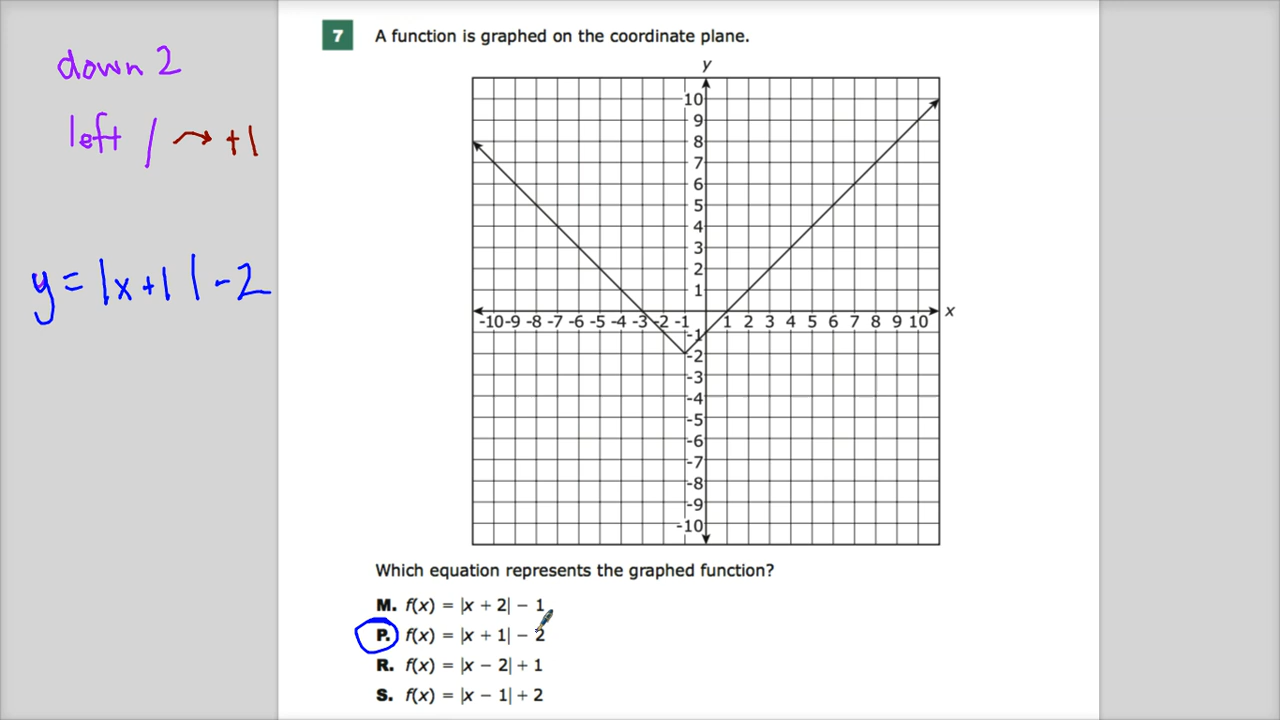 down 2
left 1 → +1
y = |x+1| - 2
7 A function is graphed on the coordinate plane.
y
10
9
8
7
6
5
4
3
2
1
-10 -9 -8 -7 -6 -5 -4 -3 -2 -1 1 2 3 4 5 6 7 8 9 10 x
-1
-2
-3
-4
-5
-6
-7
-8
-9
-10
Which equation represents the graphed function?
M. f(x) = |x + 2| − 1
P. f(x) = |x + 1| − 2
R. f(x) = |x − 2| + 1
S. f(x) = |x − 1| + 2